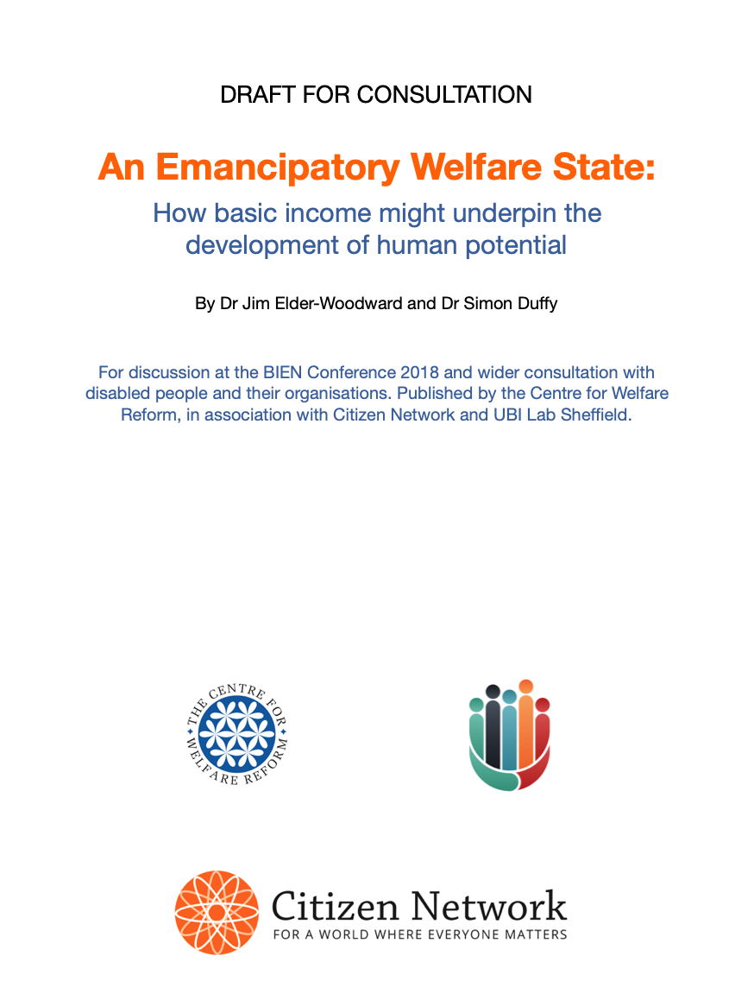 DRAFT FOR CONSULTATION
An Emancipatory Welfare State:
How basic income might underpin the
development of human potential
By Dr Jim Elder-Woodward and Dr Simon Duffy
For discussion at the BIEN Conference 2018 and wider consultation with
disabled people and their organisations. Published by the Centre for Welfare
Reform, in association with Citizen Network and UBI Lab Sheffield.
THE CENTRE FOR
WELFARE REFORM
Citizen Network
FOR A WORLD WHERE EVERYONE MATTERS